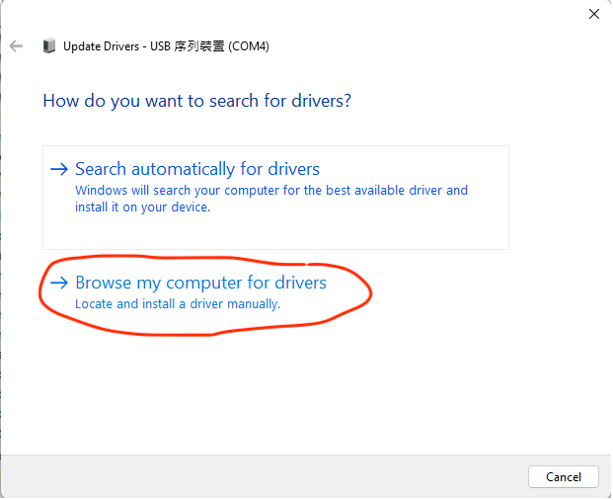 Update Drivers - USB 序列裝置 (COM4)
How do you want to search for drivers?
Search automatically for drivers
Windows will search your computer for the best available driver and
install it on your device.
Browse my computer for drivers
Locate and install a driver manually.
Cancel